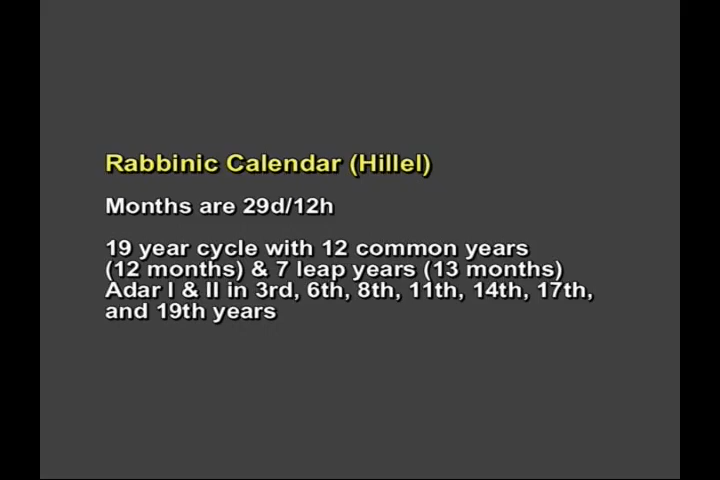 Rabbinic Calendar (Hillel)
Months are 29d/12h
19 year cycle with 12 common years
(12 months) & 7 leap years (13 months)
Adar I & II in 3rd, 6th, 8th, 11th, 14th, 17th,
and 19th years